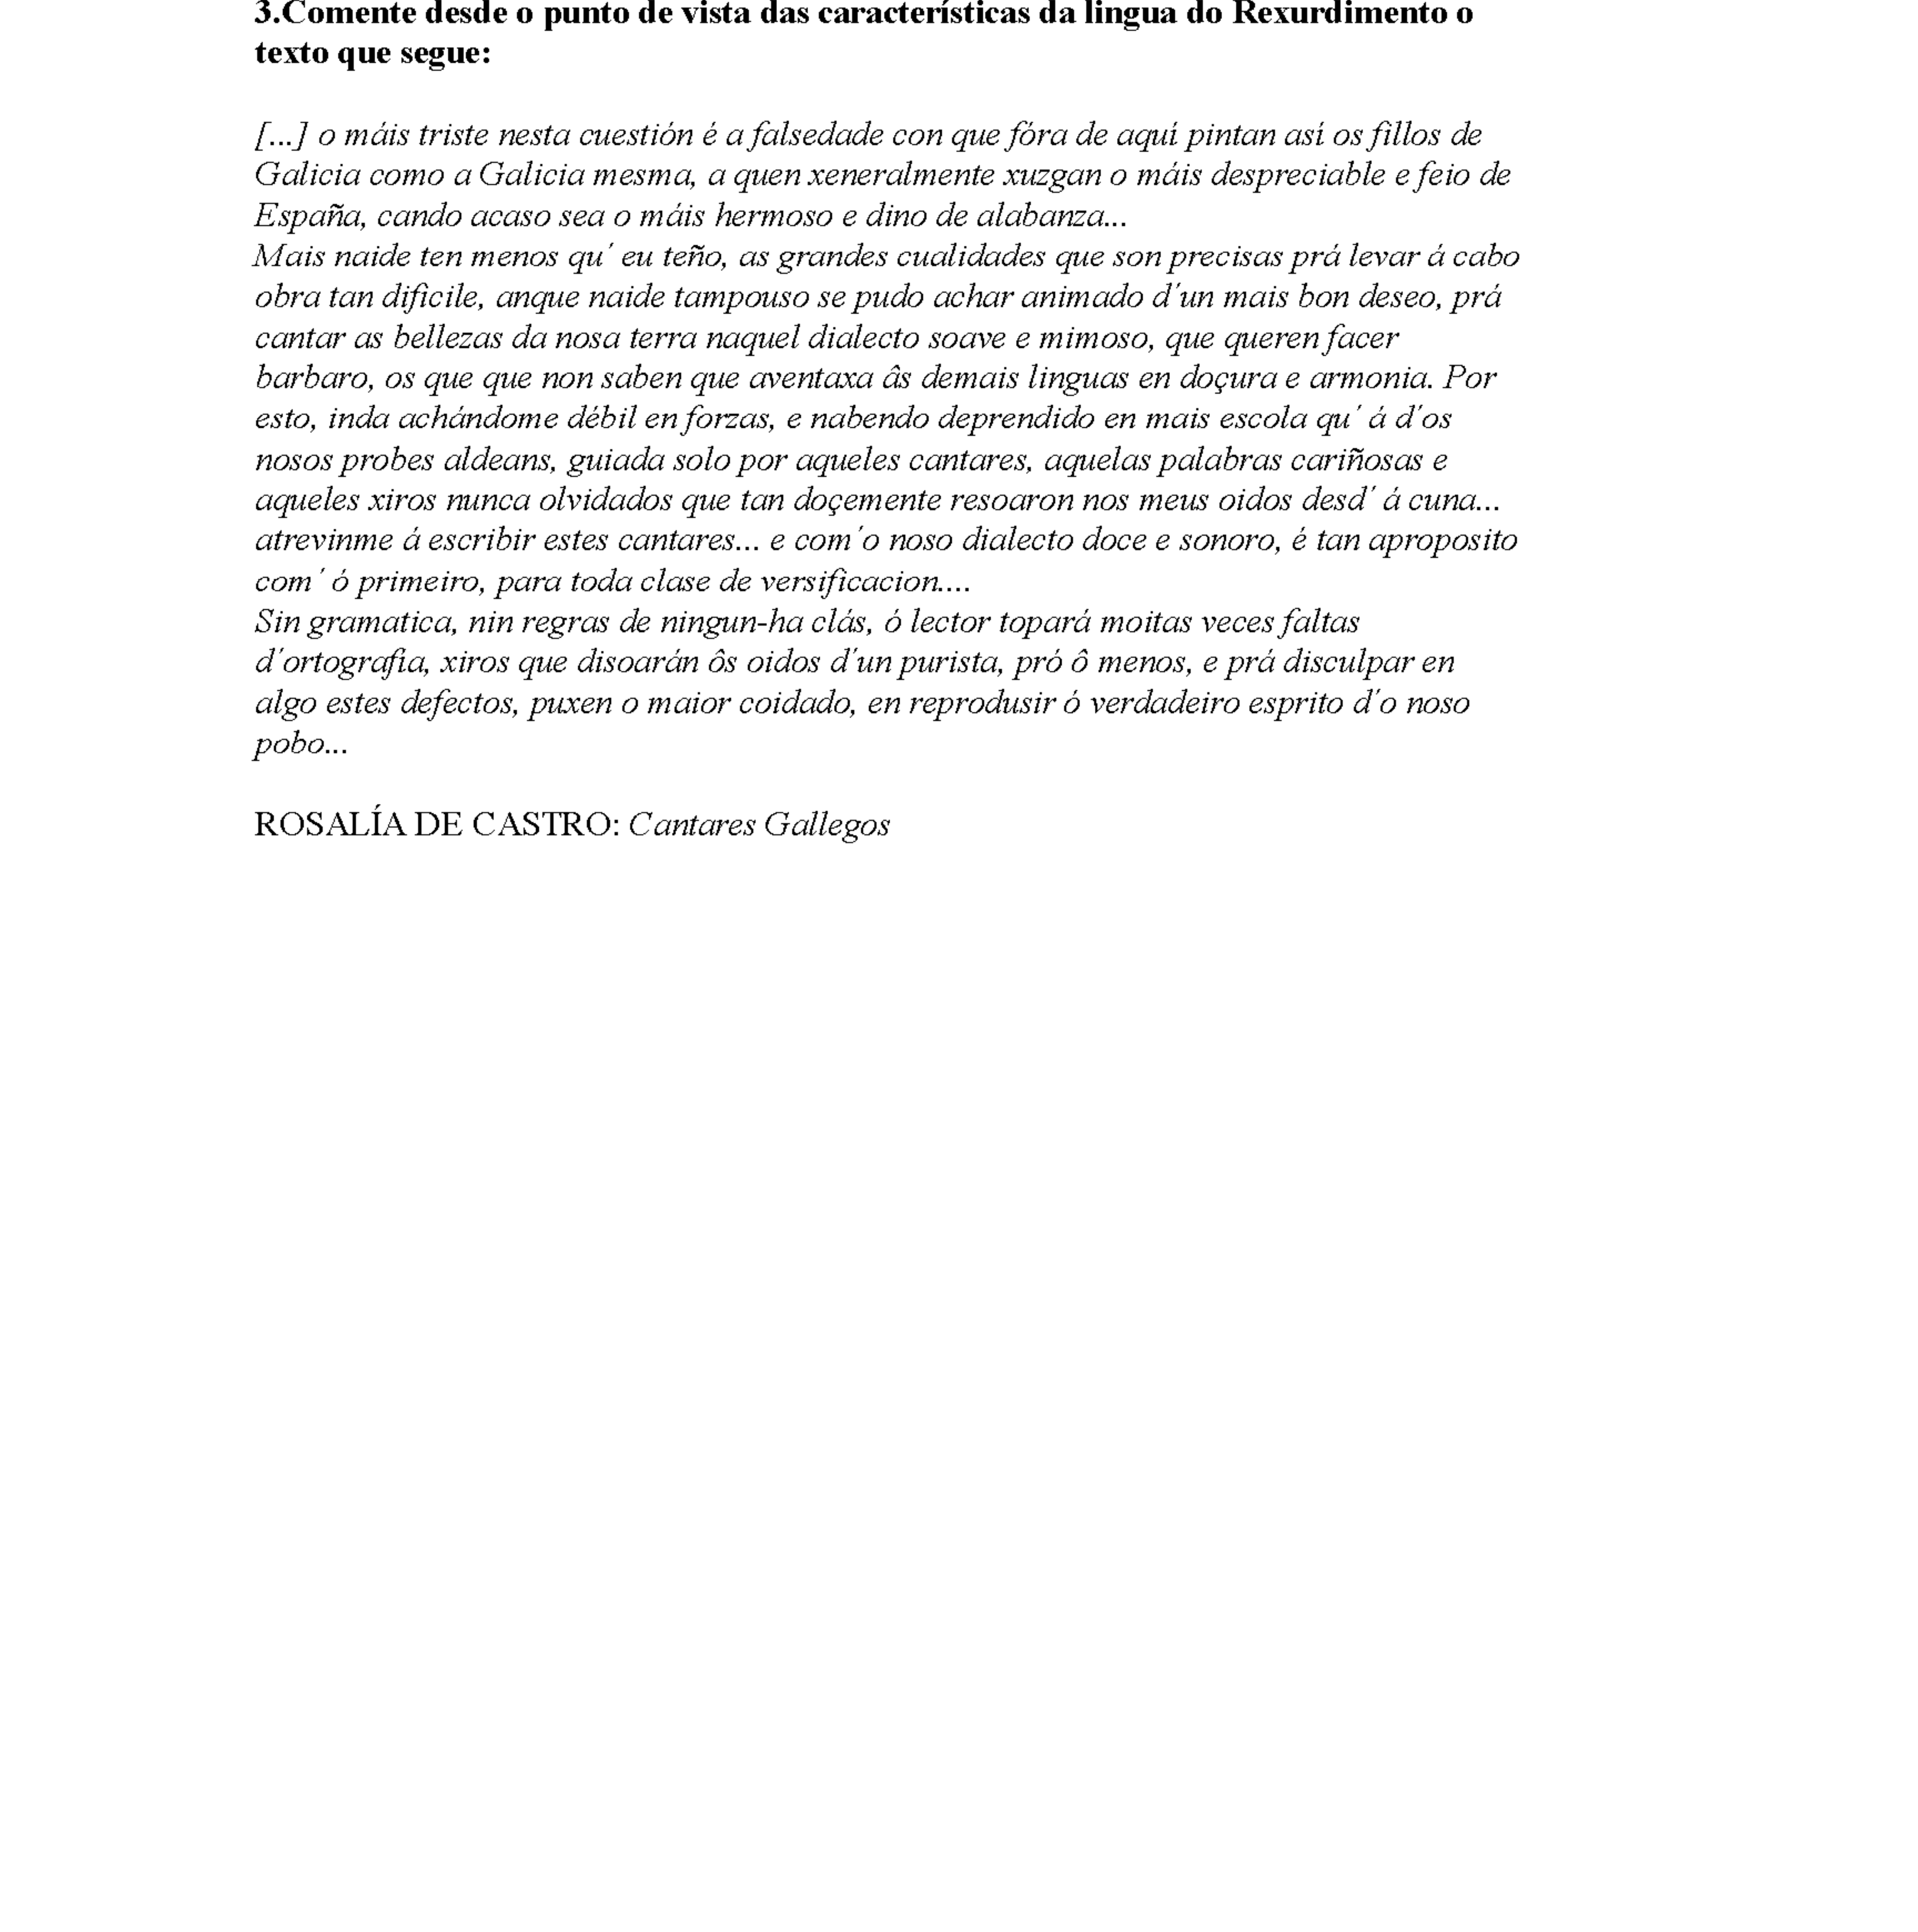 3.Comente desde o punto de vista das características da lingua do Rexurdimento o
texto que segue:
[...] o máis triste nesta cuestión é a falsedade con que fóra de aquí pintan así os fillos de
Galicia como a Galicia mesma, a quen xeneralmente xuzgan o máis despreciable e feio de
España, cando acaso sea o máis hermoso e dino de alabanza...
Mais naide ten menos qu´ eu teño, as grandes cualidades que son precisas prá levar á cabo
obra tan dificile, anque naide tampouso se pudo achar animado d´un mais bon deseo, prá
cantar as bellezas da nosa terra naquel dialecto soave e mimoso, que queren facer
barbaro, os que que non saben que aventaxa âs demais linguas en doçura e armonia. Por
esto, inda achándome débil en forzas, e nabendo deprendido en mais escola qu´ á d´os
nosos probes aldeans, guiada solo por aqueles cantares, aquelas palabras cariñosas e
aqueles xiros nunca olvidados que tan doçemente resoaron nos meus oidos desd´ á cuna...
atrevinme á escribir estes cantares... e com´o noso dialecto doce e sonoro, é tan aproposito
com´ ó primeiro, para toda clase de versificacion....
Sin gramatica, nin regras de ningun-ha clás, ó lector topará moitas veces faltas
d´ortografia, xiros que disoarán ôs oidos d´un purista, pró ô menos, e prá disculpar en
algo estes defectos, puxen o maior coidado, en reprodusir ó verdadeiro esprito d´o noso
pobo...
ROSALÍA DE CASTRO: Cantares Gallegos